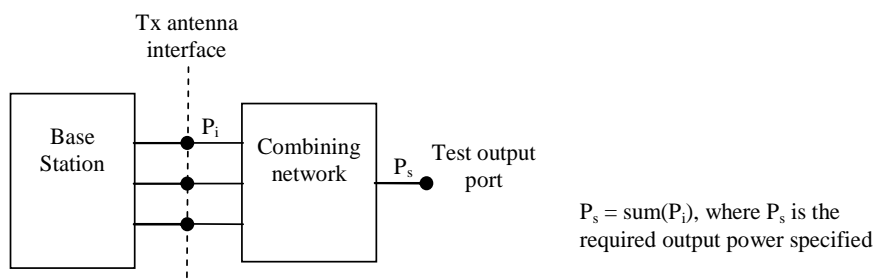 Tx antenna
interface
Base
Station
P_i
Combining
network
P_s
Test output
port
P_s = sum(P_i), where P_s is the
required output power specified